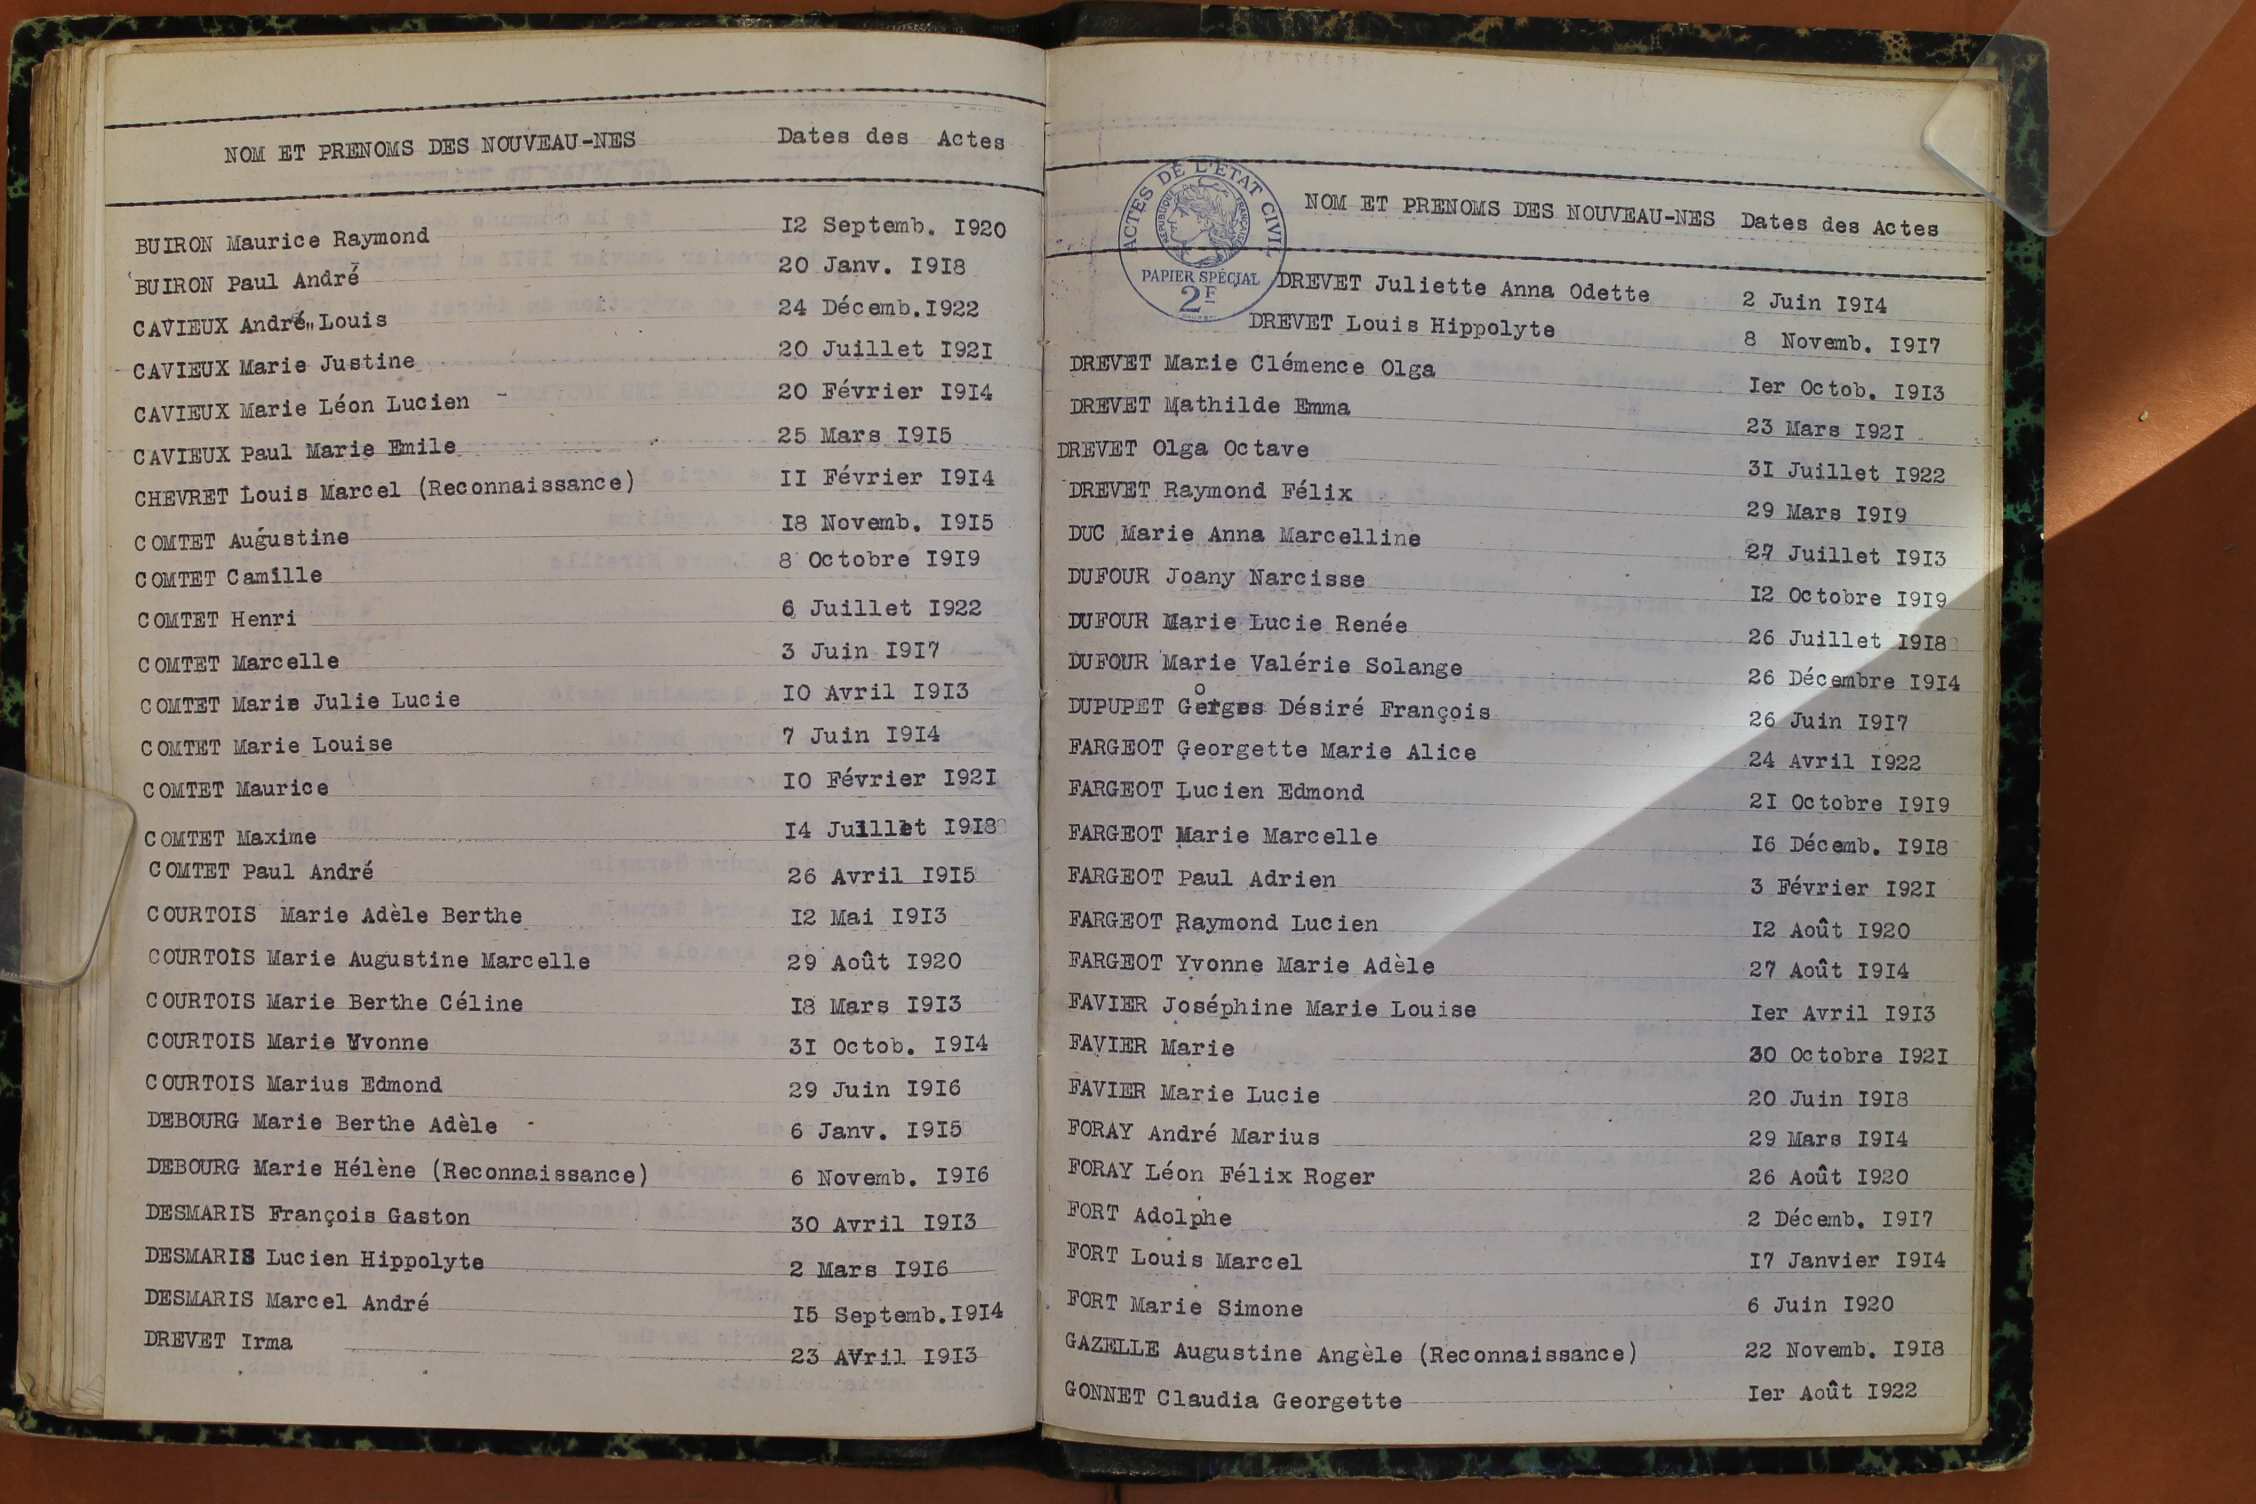 NOM ET PRENOMS DES NOUVEAU-NES Dates des Actes
BUIRON Maurice Raymond 12 Septemb. 1920
BUIRON Paul André 20 Janv. 1918
CAVIEUX André,, Louis 24 Décemb.1922
CAVIEUX Marie Justine 20 Juillet 1921
CAVIEUX Marie Léon Lucien 20 Février 1914
CAVIEUX Paul Marie Emile 25 Mars 1915
CHEVRET Louis Marcel (Reconnaissance) 11 Février 1914
COMTET Augustine 18 Novemb. 1915
COMTET Camille 8 Octobre 1919
COMTET Henri 6 Juillet 1922
COMTET Marcelle 3 Juin 1917
COMTET Marie Julie Lucie 10 Avril 1913
COMTET Marie Louise 7 Juin 1914
COMTET Maurice 10 Février 1921
COMTET Maxime 14 Juillet 1918
COMTET Paul André 26 Avril 1915
COURTOIS Marie Adèle Berthe 12 Mai 1913
COURTOIS Marie Augustine Marcelle 29 Août 1920
COURTOIS Marie Berthe Céline 18 Mars 1913
COURTOIS Marie Yvonne 31 Octob. 1914
COURTOIS Marius Edmond 29 Juin 1916
DEBOURG Marie Berthe Adèle 6 Janv. 1915
DEBOURG Marie Hélène (Reconnaissance) 6 Novemb. 1916
DESMARIS François Gaston 30 Avril 1913
DESMARIS Lucien Hippolyte 2 Mars 1916
DESMARIS Marcel André 15 Septemb.1914
DREVET Irma 23 AVril 1913
ACTES DE L'ÉTAT CIVIL
RÉPUBLIQUE FRANÇAISE
PAPIER SPÉCIAL
2F
NOM ET PRENOMS DES NOUVEAU-NES Dates des Actes
DREVET Juliette Anna Odette 2 Juin 1914
DREVET Louis Hippolyte 8 Novemb. 1917
DREVET Marie Clémence Olga 1er Octob. 1913
DREVET Mathilde Emma 23 Mars 1921
DREVET Olga Octave 31 Juillet 1922
DREVET Raymond Félix 29 Mars 1919
DUC Marie Anna Marcelline 27 Juillet 1913
DUFOUR Joany Narcisse 12 Octobre 1919
DUFOUR Marie Lucie Renée 26 Juillet 1918
DUFOUR Marie Valérie Solange 26 Décembre 1914
DUPUPET Georges Désiré François 26 Juin 1917
FARGEOT Georgette Marie Alice 24 Avril 1922
FARGEOT Lucien Edmond 21 Octobre 1919
FARGEOT Marie Marcelle 16 Décemb. 1918
FARGEOT Paul Adrien 3 Février 1921
FARGEOT Raymond Lucien 12 Août 1920
FARGEOT Yvonne Marie Adèle 27 Août 1914
FAVIER Joséphine Marie Louise 1er Avril 1913
FAVIER Marie 30 Octobre 1921
FAVIER Marie Lucie 20 Juin 1918
FORAY André Marius 29 Mars 1914
FORAY Léon Félix Roger 26 Août 1920
FORT Adolphe 2 Décemb. 1917
FORT Louis Marcel 17 Janvier 1914
FORT Marie Simone 6 Juin 1920
GAZELLE Augustine Angèle (Reconnaissance) 22 Novemb. 1918
GONNET Claudia Georgette 1er Août 1922